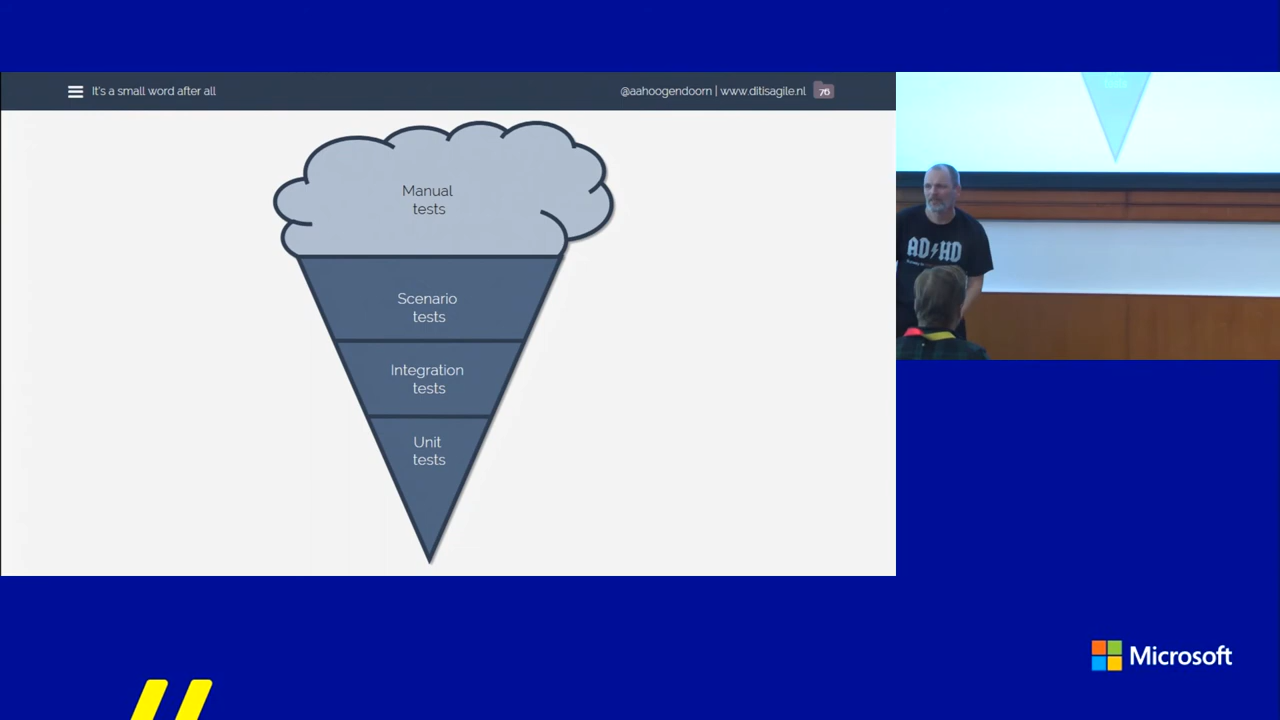 It's a small word after all
@aahoogendoorn | www.ditisagile.nl
76
Manual
tests
Scenario
tests
Integration
tests
Unit
tests
AD HD
Microsoft